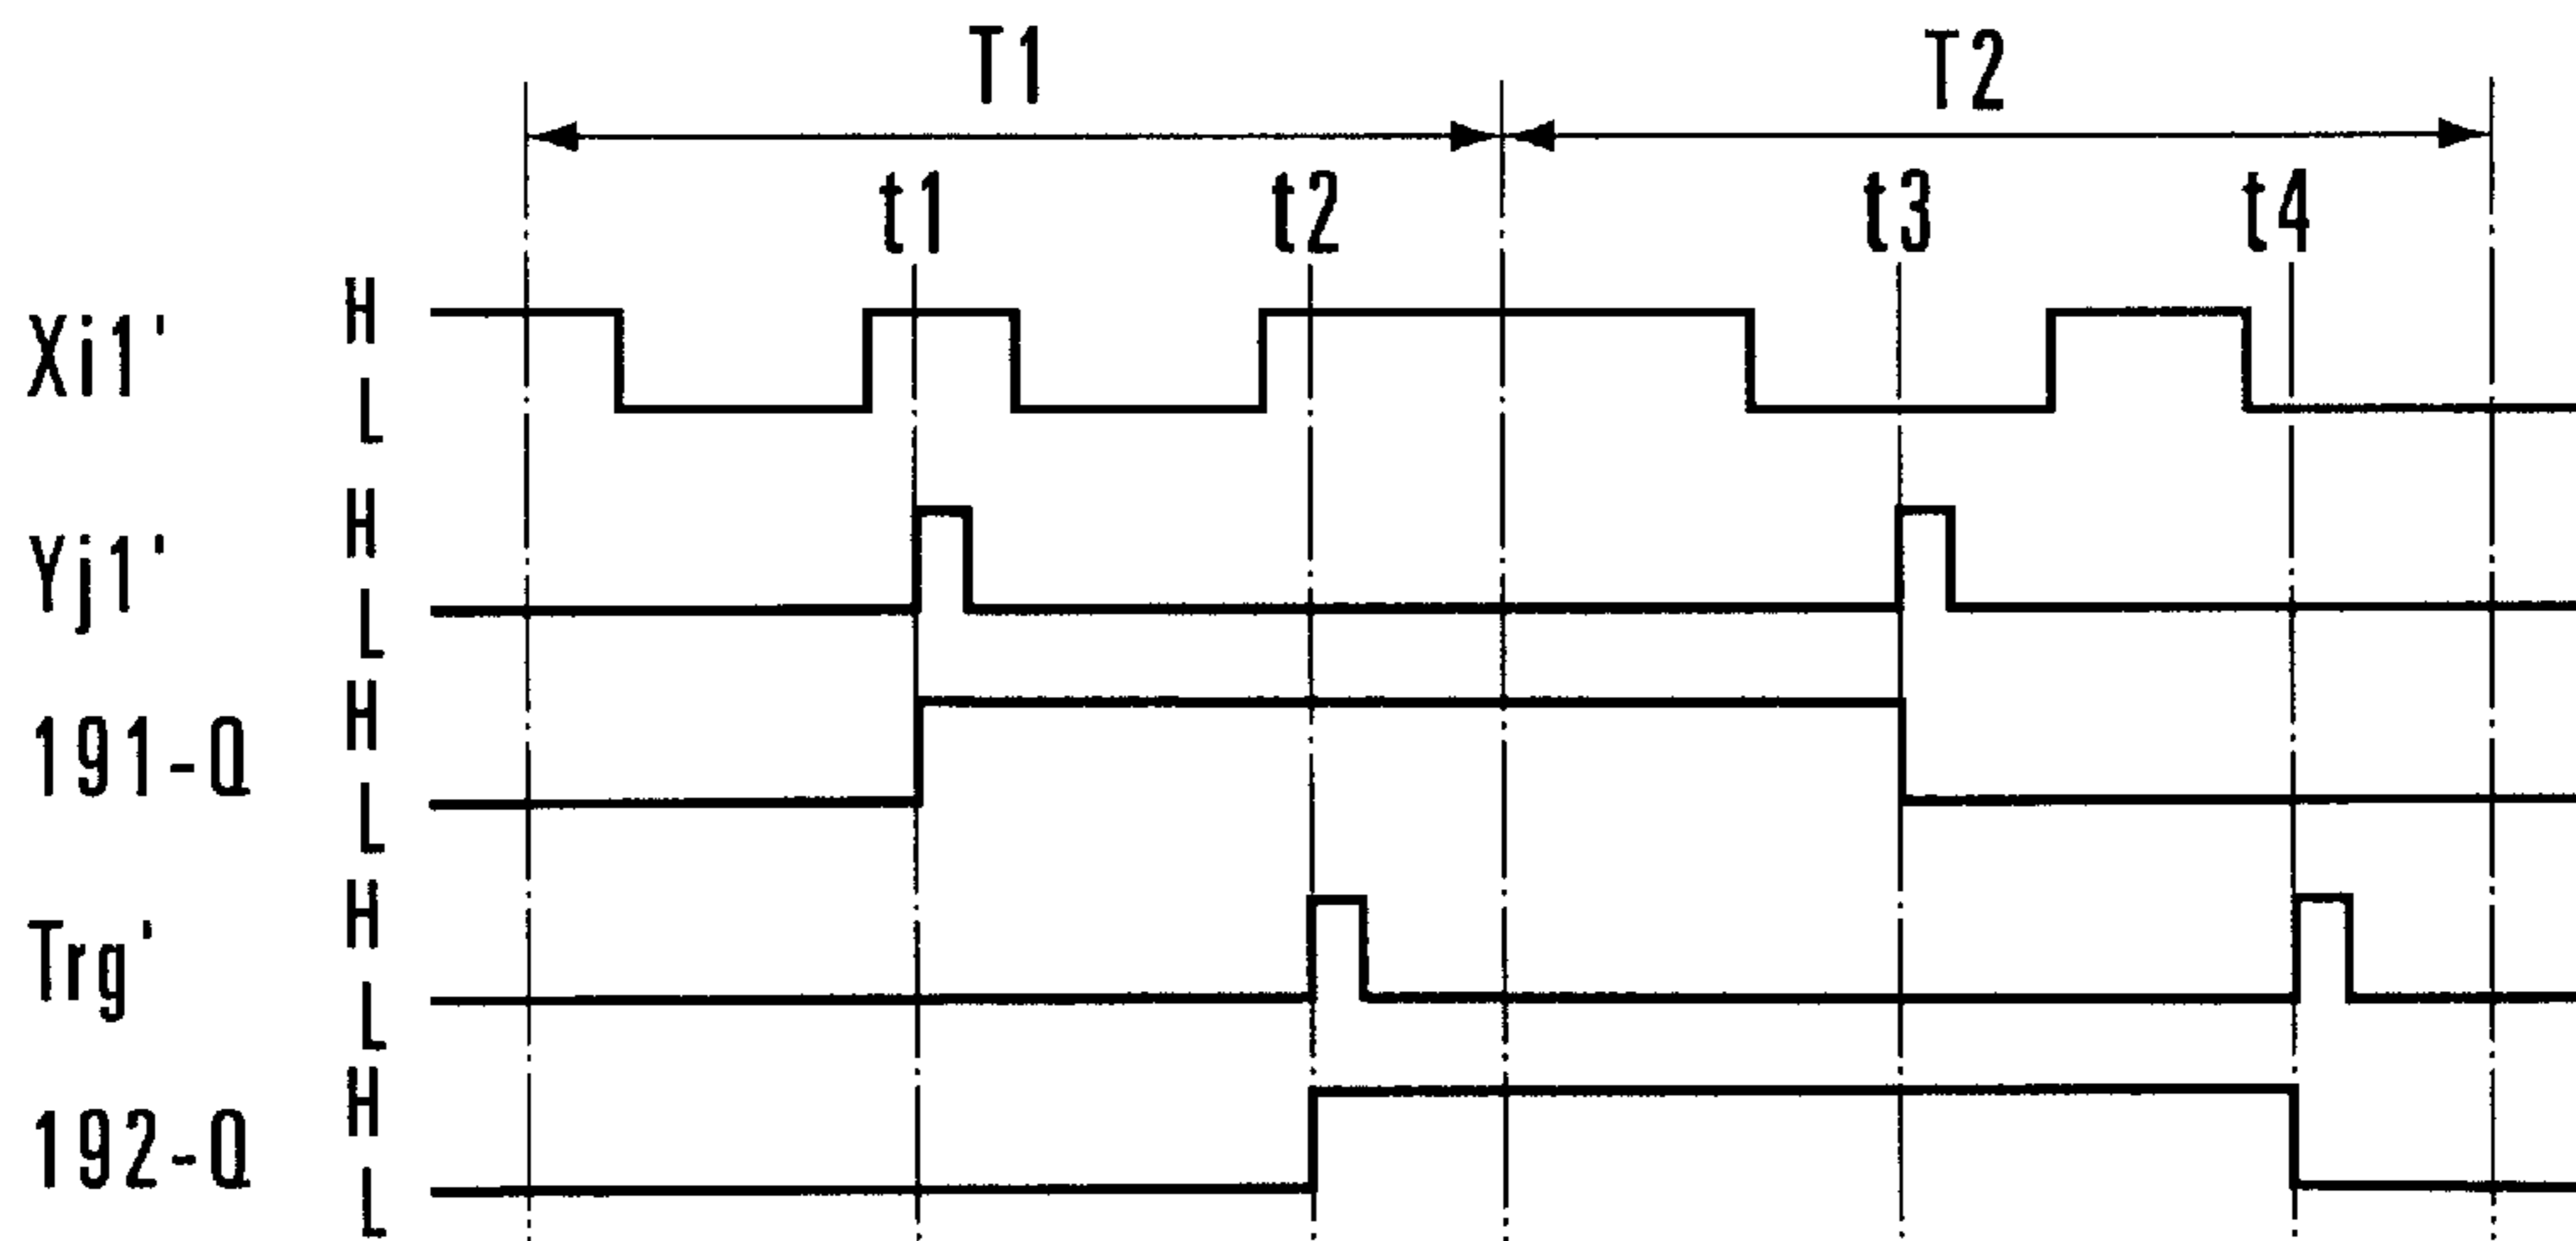 T1 T2
t1 t2 t3 t4
Xi1' H L
Yj1' H L
191-Q H L
Trg' H L
192-Q H L